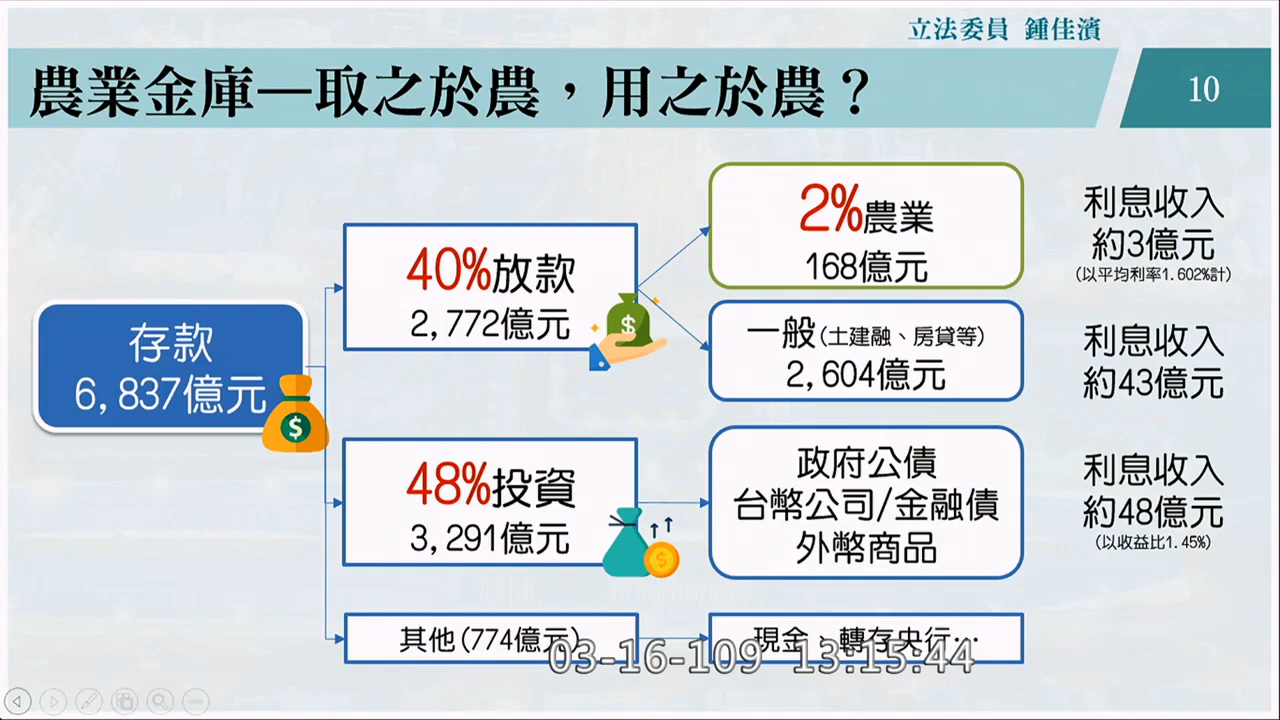 立法委員 鍾佳濱
農業金庫—取之於農,用之於農?
10
存款
6,837億元
$
40%放款
2,772億元
$
2%農業
168億元
利息收入
約3億元
(以平均利率1.602%計)
一般(土建融、房貸等)
2,604億元
利息收入
約43億元
48%投資
3,291億元
$
政府公債
台幣公司/金融債
外幣商品
利息收入
約48億元
(以收益比1.45%)
其他(774億元)
現金、轉存央行…
03-16-109 13:15:44